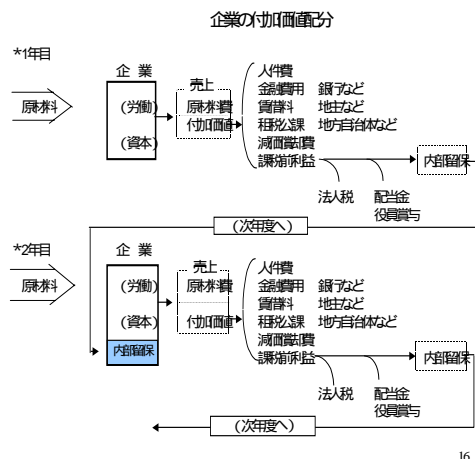 企業の付加価値配分
*1年目
企 業
売上
人件費
金融費用 銀行など
原材料
(労働)
原材料費
賃借料 地主など
付加価値
租税公課 地方自治体など
(資本)
減価償却費
課税前利益
内部留保
法人税
配当金
役員賞与
(次年度へ)
*2年目
企 業
売上
人件費
原材料
(労働)
原材料費
金融費用 銀行など
賃借料 地主など
(資本)
付加価値
租税公課 地方自治体など
減価償却費
内部留保
課税前利益
内部留保
法人税
配当金
役員賞与
(次年度へ)
16